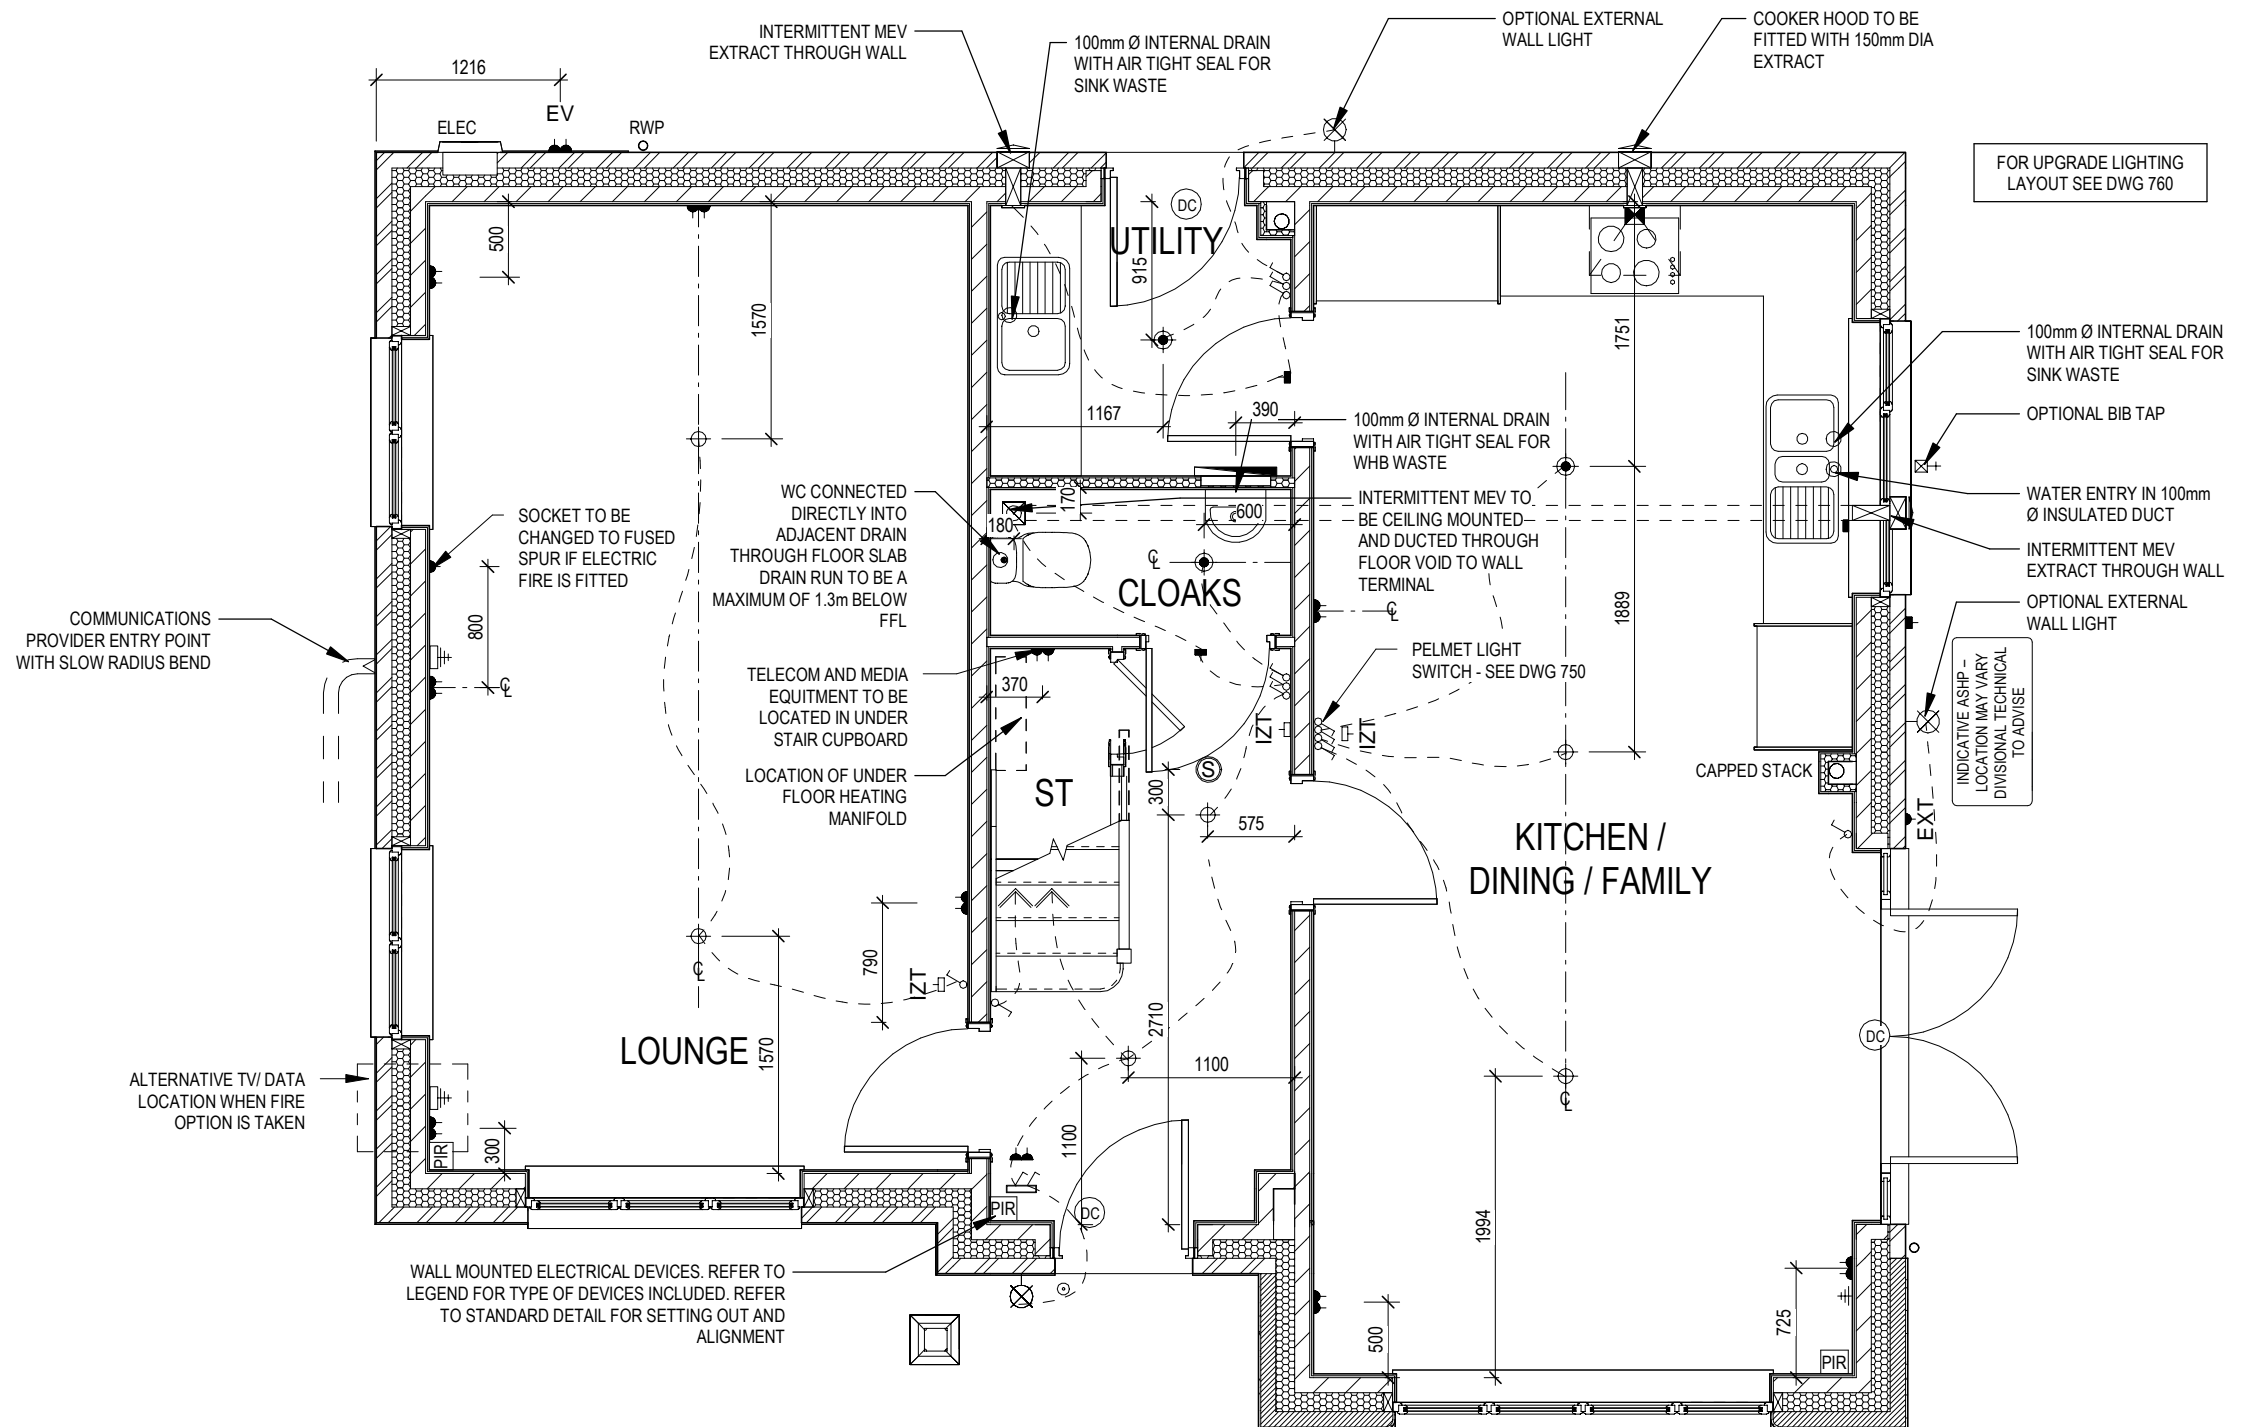 INTERMITTENT MEV
EXTRACT THROUGH WALL
100mm Ø INTERNAL DRAIN
WITH AIR TIGHT SEAL FOR
SINK WASTE
OPTIONAL EXTERNAL
WALL LIGHT
COOKER HOOD TO BE
FITTED WITH 150mm DIA
EXTRACT
1216
EV
ELEC
RWP
FOR UPGRADE LIGHTING
LAYOUT SEE DWG 760
DC
UTILITY
500
915
1570
1751
100mm Ø INTERNAL DRAIN
WITH AIR TIGHT SEAL FOR
SINK WASTE
OPTIONAL BIB TAP
1167
390
100mm Ø INTERNAL DRAIN
WITH AIR TIGHT SEAL FOR
WHB WASTE
WATER ENTRY IN 100mm
Ø INSULATED DUCT
INTERMITTENT MEV
EXTRACT THROUGH WALL
OPTIONAL EXTERNAL
WALL LIGHT
WC CONNECTED
DIRECTLY INTO
ADJACENT DRAIN
THROUGH FLOOR SLAB
DRAIN RUN TO BE A
MAXIMUM OF 1.3m BELOW
FFL
170
180
600
INTERMITTENT MEV TO
BE CEILING MOUNTED
AND DUCTED THROUGH
FLOOR VOID TO WALL
TERMINAL
SOCKET TO BE
CHANGED TO FUSED
SPUR IF ELECTRIC
FIRE IS FITTED
℄
CLOAKS
℄
1889
COMMUNICATIONS
PROVIDER ENTRY POINT
WITH SLOW RADIUS BEND
800
℄
PELMET LIGHT
SWITCH - SEE DWG 750
TELECOM AND MEDIA
EQUITMENT TO BE
LOCATED IN UNDER
STAIR CUPBOARD
370
IZT
IZT
INDICATIVE ASHP –
LOCATION MAY VARY
DIVISIONAL TECHNICAL
TO ADVISE
LOCATION OF UNDER
FLOOR HEATING
MANIFOLD
ST
S
300
575
CAPPED STACK
EXT
KITCHEN /
DINING / FAMILY
790
℄
IZT
LOUNGE
1570
2710
1100
DC
℄
ALTERNATIVE TV/ DATA
LOCATION WHEN FIRE
OPTION IS TAKEN
PIR
300
1100
PIR
DC
1994
WALL MOUNTED ELECTRICAL DEVICES. REFER TO
LEGEND FOR TYPE OF DEVICES INCLUDED. REFER
TO STANDARD DETAIL FOR SETTING OUT AND
ALIGNMENT
500
725
PIR